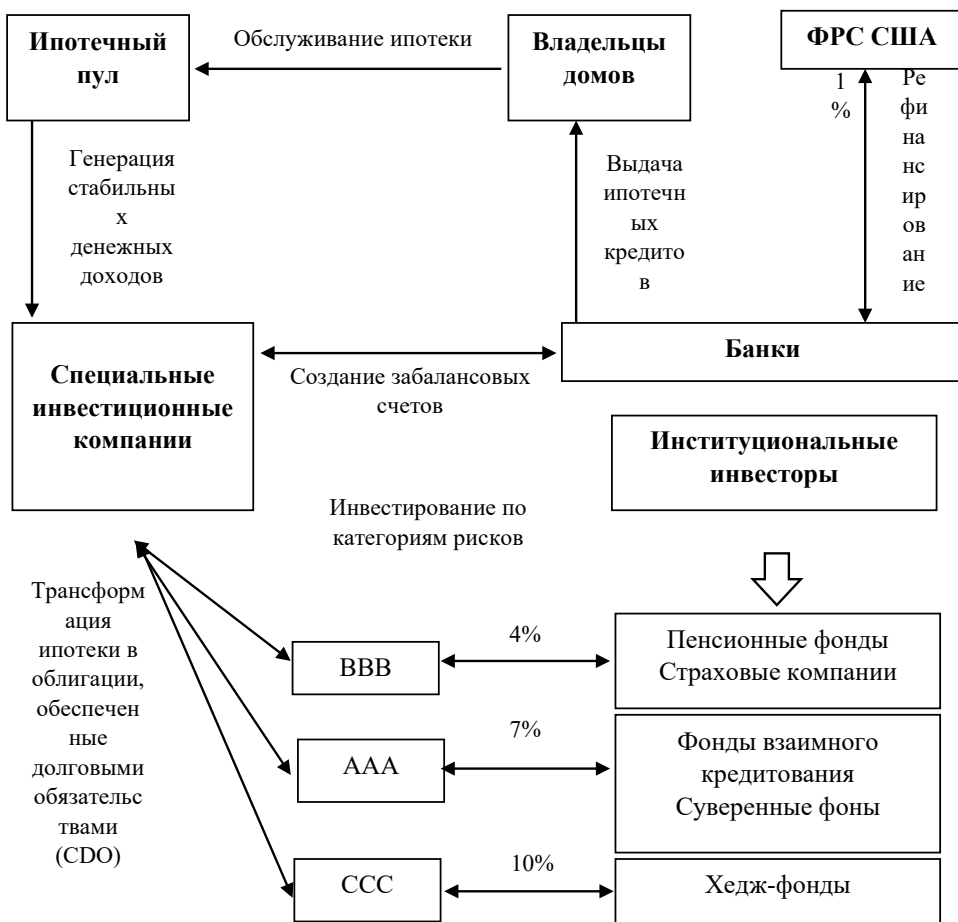 Ипотечный
пул
Обслуживание ипотеки
Владельцы
домов
ФРС США
1
%
Ре
фи
на
нс
ир
ов
ан
ие
Генерация
стабильны
х
денежных
доходов
Выдача
ипотечн
ых
кредито
в
Специальные
инвестиционные
компании
Создание забалансовых
счетов
Банки
Институциональные
инвесторы
Инвестирование по
категориям рисков
Трансформ
ация
ипотеки в
облигации,
обеспечен
ные
долговыми
обязательс
твами
(CDO)
BBB
4%
Пенсионные фонды
Страховые компании
AAA
7%
Фонды взаимного
кредитования
Суверенные фоны
CCC
10%
Хедж-фонды